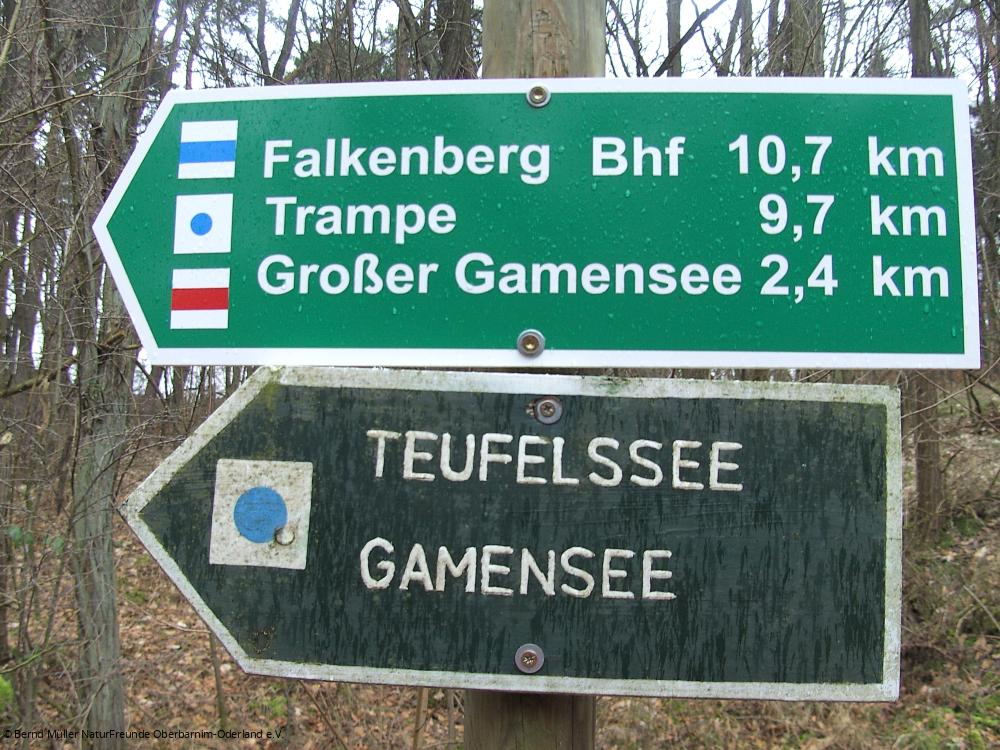 Falkenberg Bhf 10,7 km
Trampe 9,7 km
Großer Gamensee 2,4 km
TEUFELSSEE
GAMENSEE
© Bernd Müller NaturFreunde Oberbarnim-Oderland e.V.